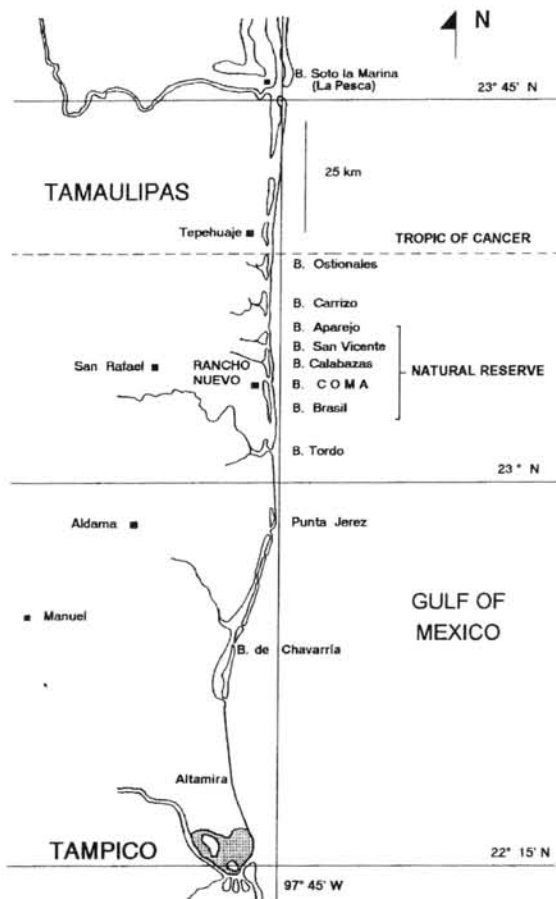 N
B. Soto la Marina
(La Pesca)
23° 45' N
25 km
TAMAULIPAS
Tepehuaje
TROPIC OF CANCER
B. Ostionales
B. Carrizo
B. Aparejo
B. San Vicente
San Rafael
RANCHO
NUEVO
B. Calabazas
NATURAL RESERVE
B. COMA
B. Brasil
B. Tordo
23° N
Aldama
Punta Jerez
GULF OF
MEXICO
Manuel
B. de Chavarría
Altamira
TAMPICO
22° 15' N
97° 45' W